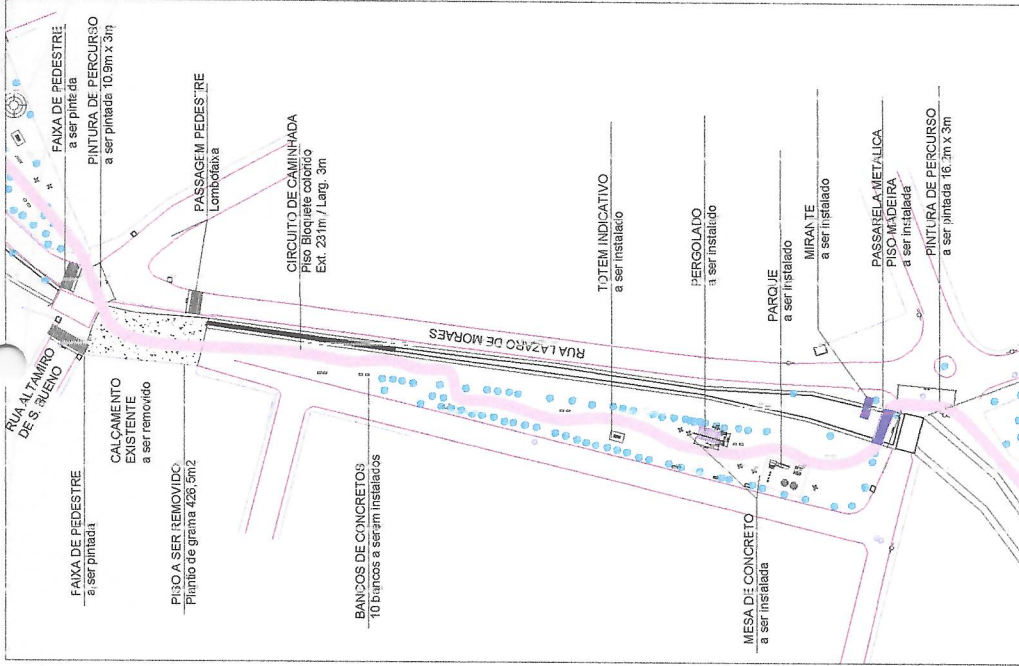 FAIXA DE PEDESTRE
a ser pintada
PINTURA DE PERCURSO
a ser pintada 10.9m x 3m
PASSAGEM PEDESTRE
Lombofaixa
CIRCUITO DE CAMINHADA
Piso Bloquete colorido
Ext. 231m / Larg. 3m
TOTEM INDICATIVO
a ser instalado
PERGOLADO
a ser instalado
PARQUE
a ser instalado
MIRANTE
a ser instalado
PASSARELA METALICA
PISO MADEIRA
a ser instalada
PINTURA DE PERCURSO
a ser pintada 16.2m x 3m
RUA LAZARO DE MORAES
RUA ALTAMIRO
DE S. BUENO
FAIXA DE PEDESTRE
a ser pintada
CALÇAMENTO
EXISTENTE
a ser removido
PISO A SER REMOVIDO
Plantio de grama 426,5m2
BANCOS DE CONCRETOS
10 bancos a serem instalados
MESA DE CONCRETO
a ser instalada